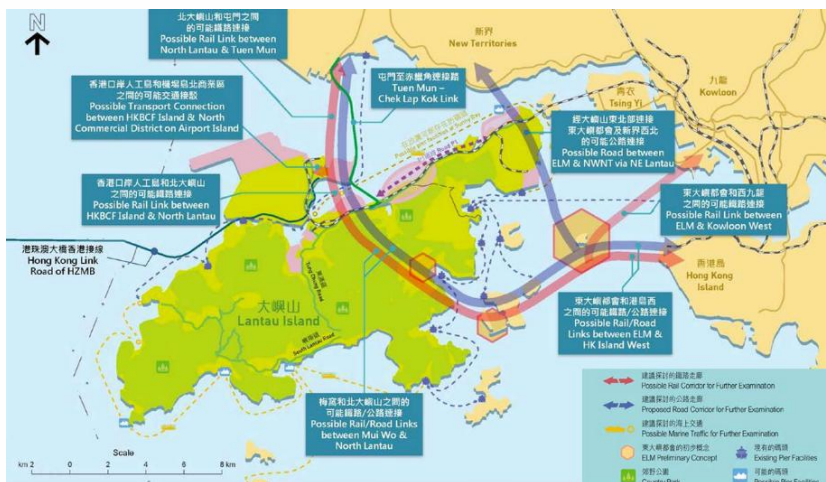 N
北大嶼山和屯門之間
的可能鐵路連接
Possible Rail Link between
North Lantau & Tuen Mun
香港口岸人工島和機場島北商業區
之間的可能交通接駁
Possible Transport Connection
between HKBCF Island & North
Commercial District on Airport Island
香港口岸人工島和北大嶼山
之間的可能鐵路連接
Possible Rail Link between
HKBCF Island & North Lantau
屯門至赤鱲角連接路
Tuen Mun –
Chek Lap Kok Link
新界
New Territories
青衣
Tsing Yi
九龍
Kowloon
經大嶼山東北部連接
東大嶼都會及新界西北
的可能公路連接
Possible Road between
ELM & NWNT via NE Lantau
東大嶼都會和西九龍
之間的可能鐵路連接
Possible Rail Link between
ELM & Kowloon West
港珠澳大橋香港接線
Hong Kong Link
Road of HZMB
大嶼山
Lantau Island
Tung Chung Road
South Lantau Road
香港島
Hong Kong
Island
東大嶼都會和港島西
之間的可能鐵路/公路連接
Possible Rail/Road
Links between ELM &
HK Island West
梅窩和北大嶼山之間的
可能鐵路/公路連接
Possible Rail/Road Links
between Mui Wo &
North Lantau
Scale
km 2 0 2 4 6 8 km
建議探討的鐵路走廊
Possible Rail Corridor for Further Examination
建議探討的公路走廊
Proposed Road Corridor for Further Examination
建議探討的海上交通
Possible Marine Traffic for Further Examination
東大嶼都會的初步概念
ELM Preliminary Concept
現有的碼頭
Existing Pier Facilities
郊野公園
Country Park
可能的碼頭
Possible Pier Facilities